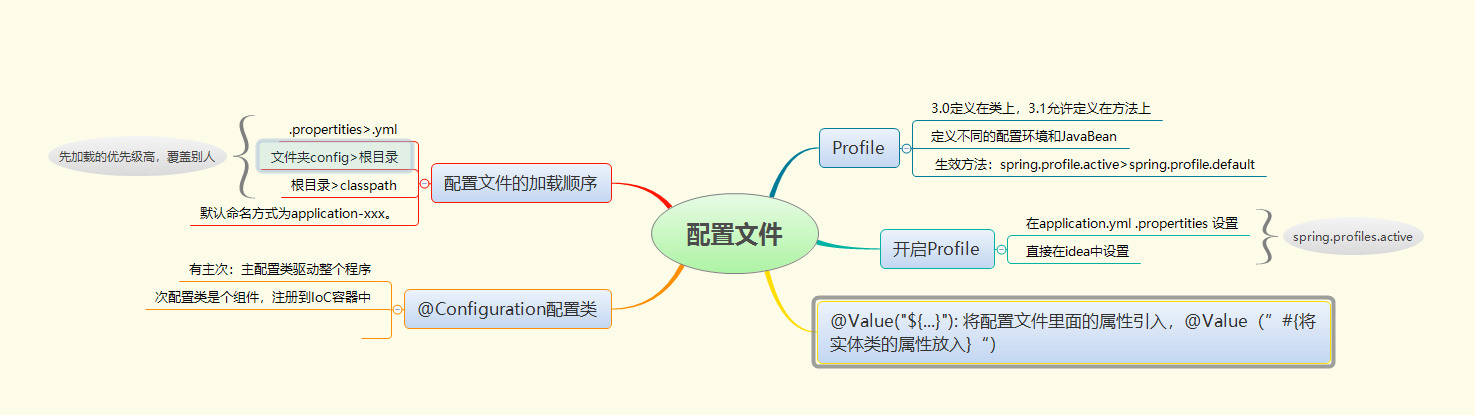 配置文件
Profile
3.0定义在类上，3.1允许定义在方法上
定义不同的配置环境和JavaBean
生效方法：spring.profile.active>spring.profile.default
开启Profile
在application.yml .propertities 设置
直接在idea中设置
spring.profiles.active
@Value("${...}"): 将配置文件里面的属性引入，@Value（”#{将
实体类的属性放入}“）
配置文件的加载顺序
.propertities>.yml
文件夹config>根目录
根目录>classpath
默认命名方式为application-xxx。
先加载的优先级高，覆盖别人
@Configuration配置类
有主次：主配置类驱动整个程序
次配置类是个组件，注册到IoC容器中